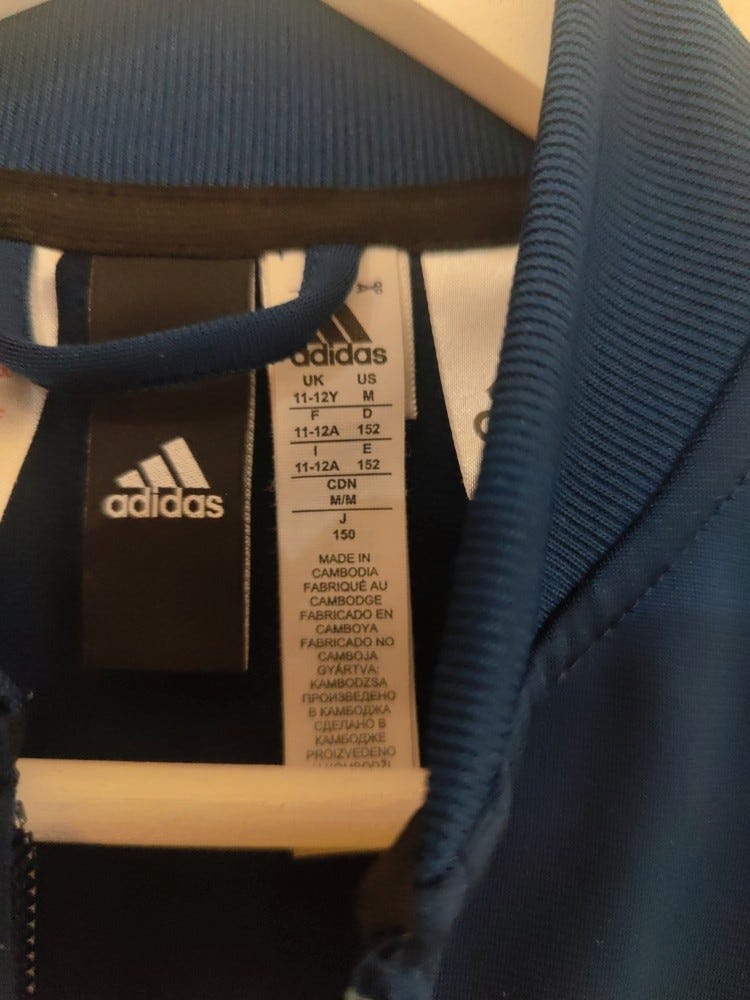 adidas
adidas
UK US
11-12Y M
F D
11-12A 152
I E
11-12A 152
CDN
M/M
J
150
MADE IN
CAMBODIA
FABRIQUÉ AU
CAMBODGE
FABRICADO EN
CAMBOYA
FABRICADO NO
CAMBOJA
GYÁRTVA:
KAMBODZSA
ПРОИЗВЕДЕНО
В КАМБОДЖА
СДЕЛАНО В
КАМБОДЖЕ
PROIZVEDENO